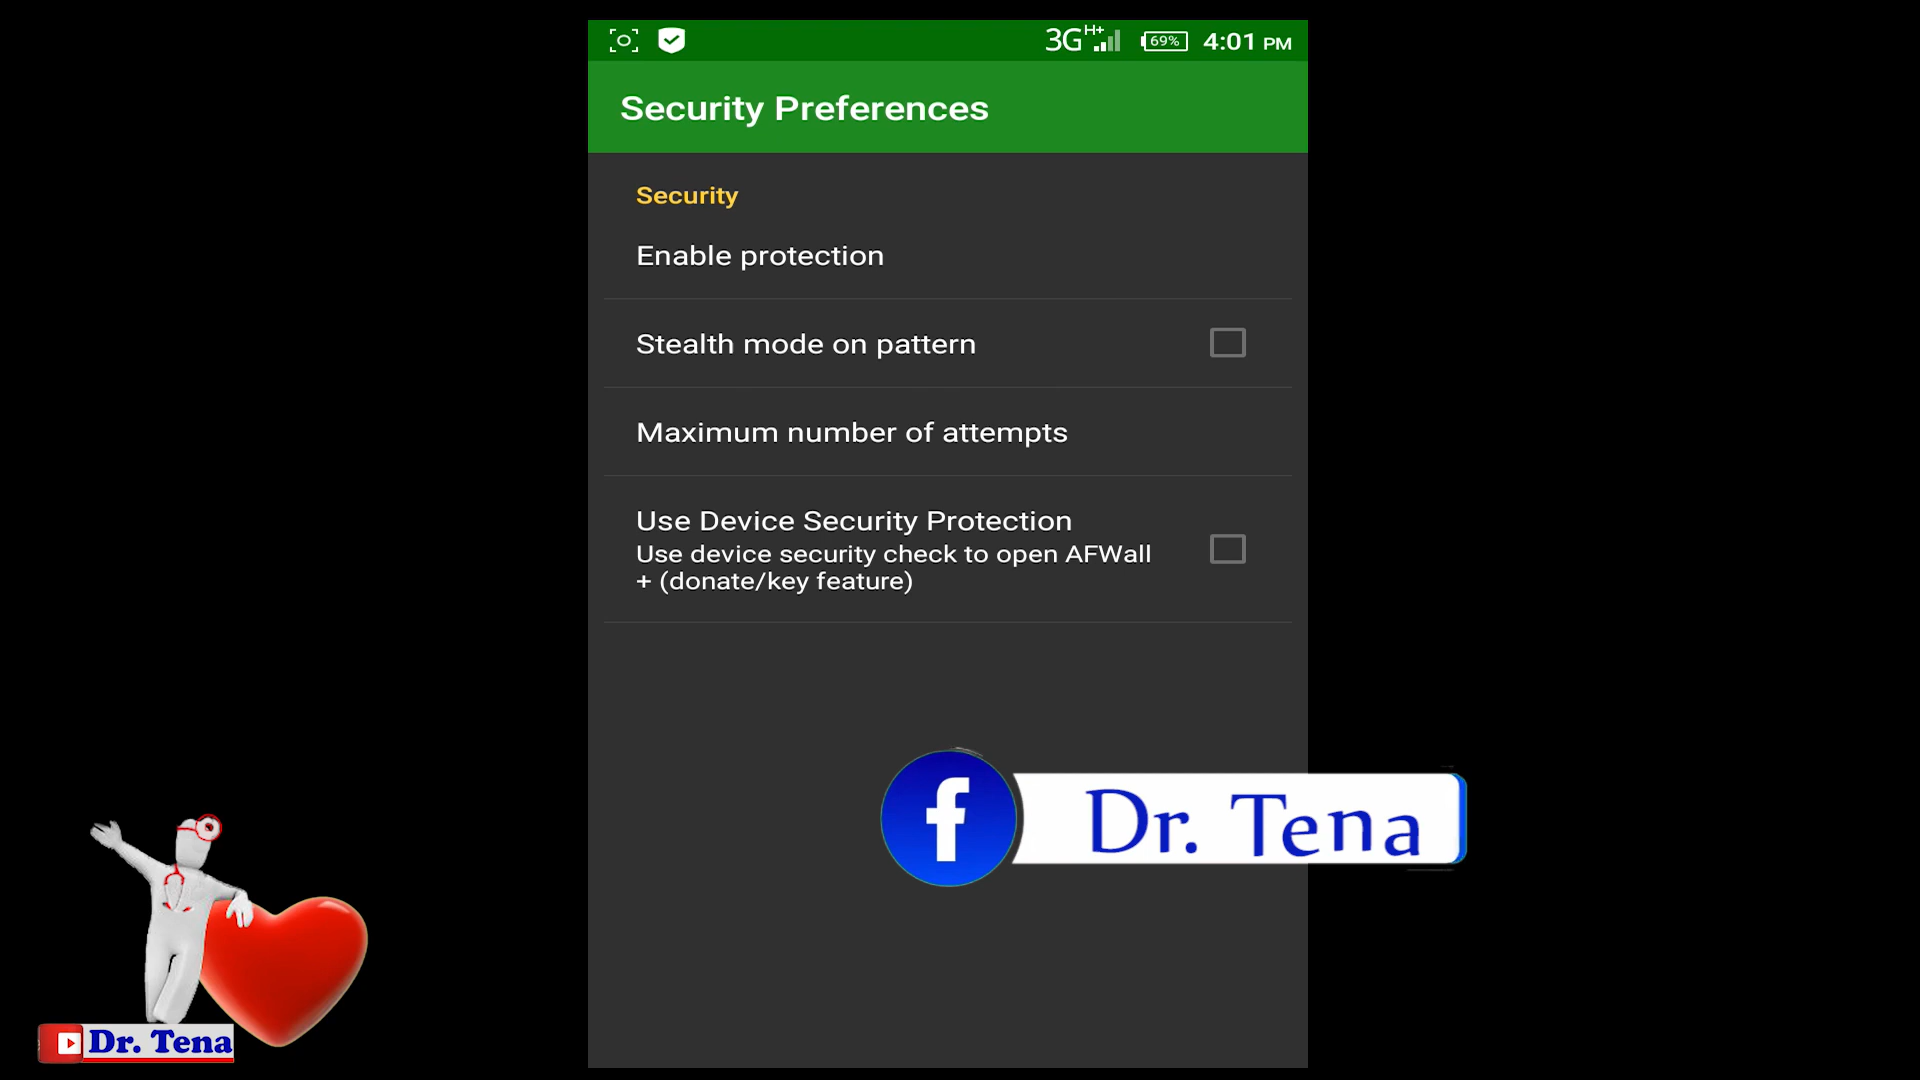 3G H+ 69% 4:01 PM
Security Preferences
Security
Enable protection
Stealth mode on pattern
Maximum number of attempts
Use Device Security Protection
Use device security check to open AFWall
+ (donate/key feature)
f Dr. Tena
Dr. Tena